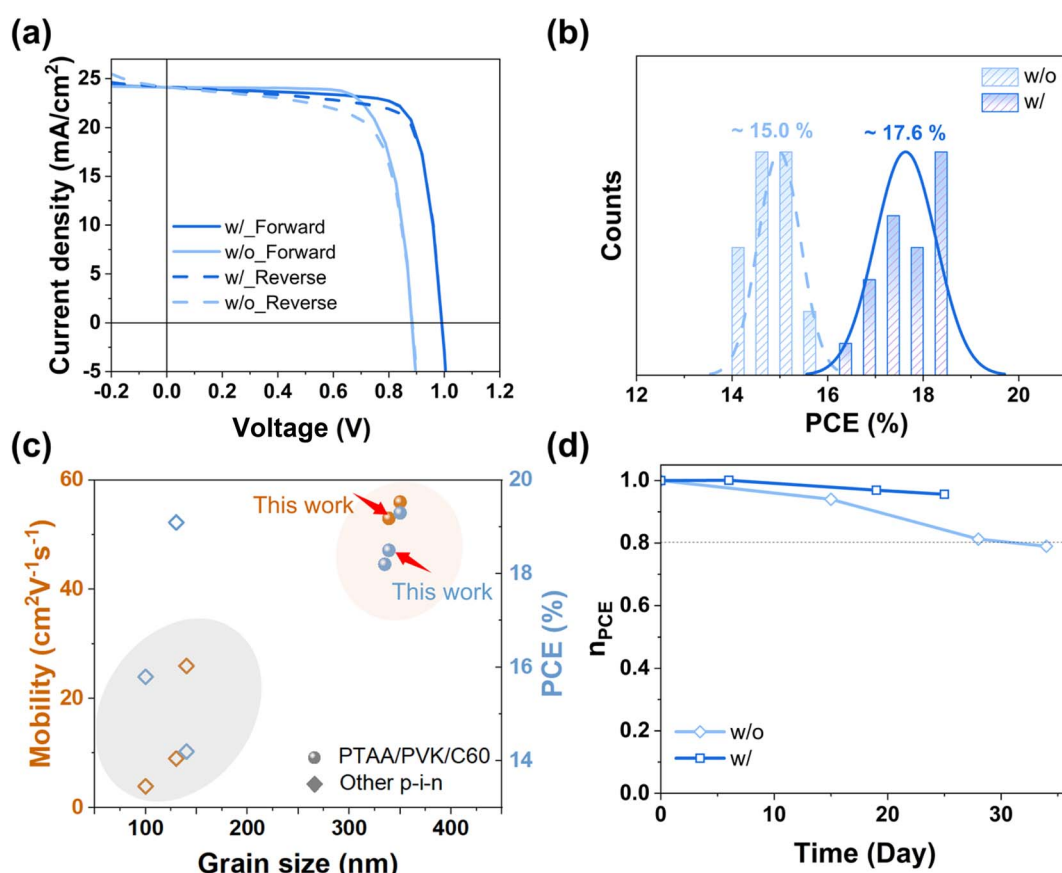 (a)
25
20
15
10
5
0
-5
-0.2
0.0
0.2
0.4
0.6
0.8
1.0
1.2
Current density (mA/cm²)
Voltage (V)
w/_Forward
w/o_Forward
w/_Reverse
w/o_Reverse
(b)
w/o
w/
~ 15.0 %
~ 17.6 %
Counts
12
14
16
18
20
PCE (%)
(c)
60
40
20
0
Mobility (cm²V⁻¹s⁻¹)
20
18
16
14
PCE (%)
This work
This work
PTAA/PVK/C60
Other p-i-n
100
200
300
400
Grain size (nm)
(d)
1.0
0.8
0.6
0.4
0.2
0.0
nPCE
w/o
w/
0
10
20
30
Time (Day)